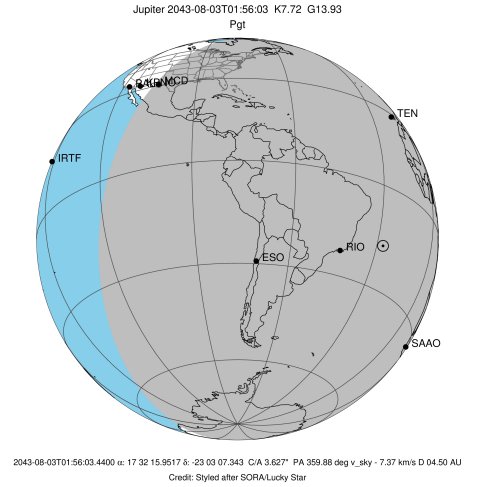 Jupiter 2043-08-03T01:56:03 K7.72 G13.93
Pgt
MCD
TEN
IRTF
RIO
ESO
SAAO
2043-08-03T01:56:03.4400 α: 17 32 15.9517 δ: -23 03 07.343 C/A 3.627" PA 359.88 deg v_sky - 7.37 km/s D 04.50 AU
Credit: Styled after SORA/Lucky Star